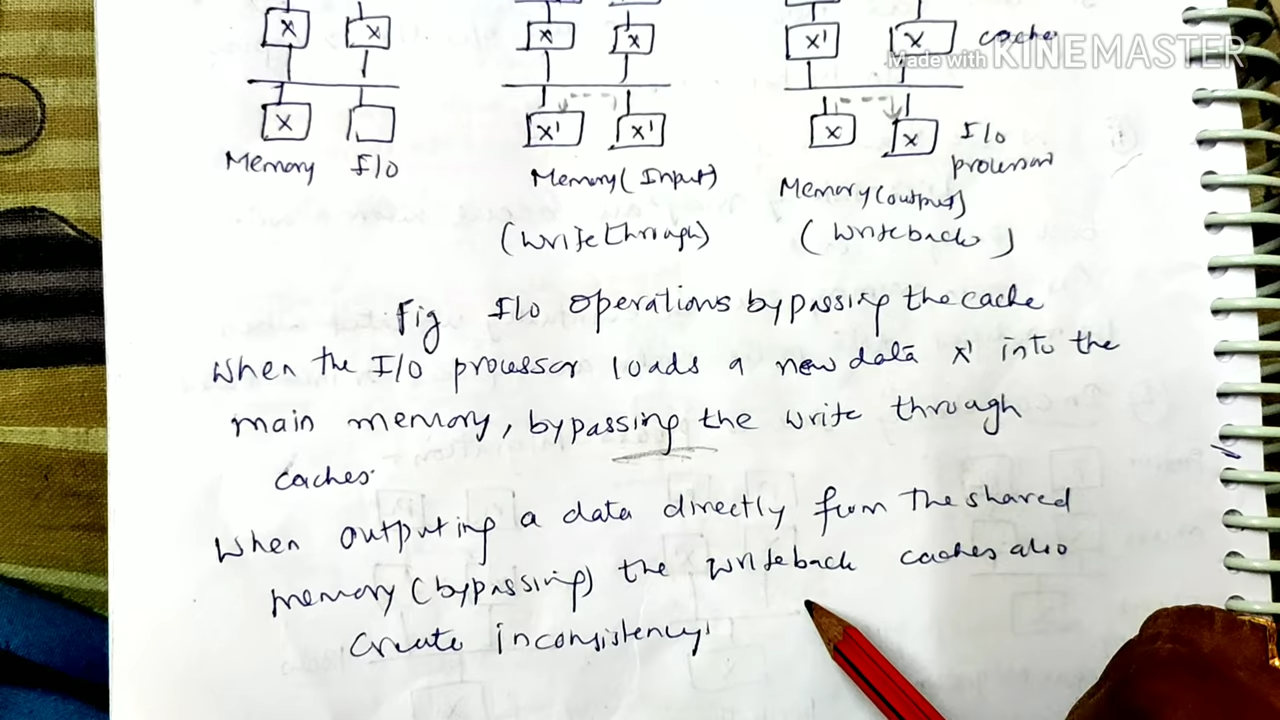 X X X X X' X caches
Made with KINEMASTER
X X' X' X X I/o
processor
Memory I/o Memory (Input) Memory (output)
(Write through) (Writeback)
Fig I/o operations bypassing the cache
When the I/o processor loads a new data X' into the
main memory, bypassing the write through
caches.
When outputing a data directly from the shared
memory (bypassing) the writeback caches also
create inconsistency.